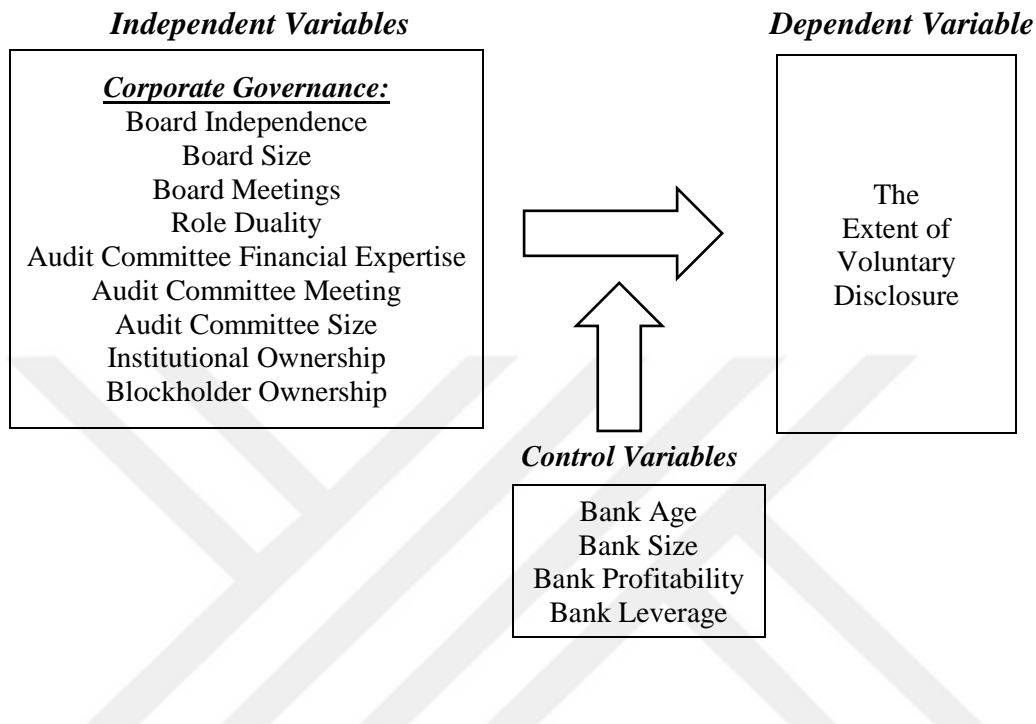 Independent Variables
Corporate Governance:
Board Independence
Board Size
Board Meetings
Role Duality
Audit Committee Financial Expertise
Audit Committee Meeting
Audit Committee Size
Institutional Ownership
Blockholder Ownership
Dependent Variable
The
Extent of
Voluntary
Disclosure
Control Variables
Bank Age
Bank Size
Bank Profitability
Bank Leverage